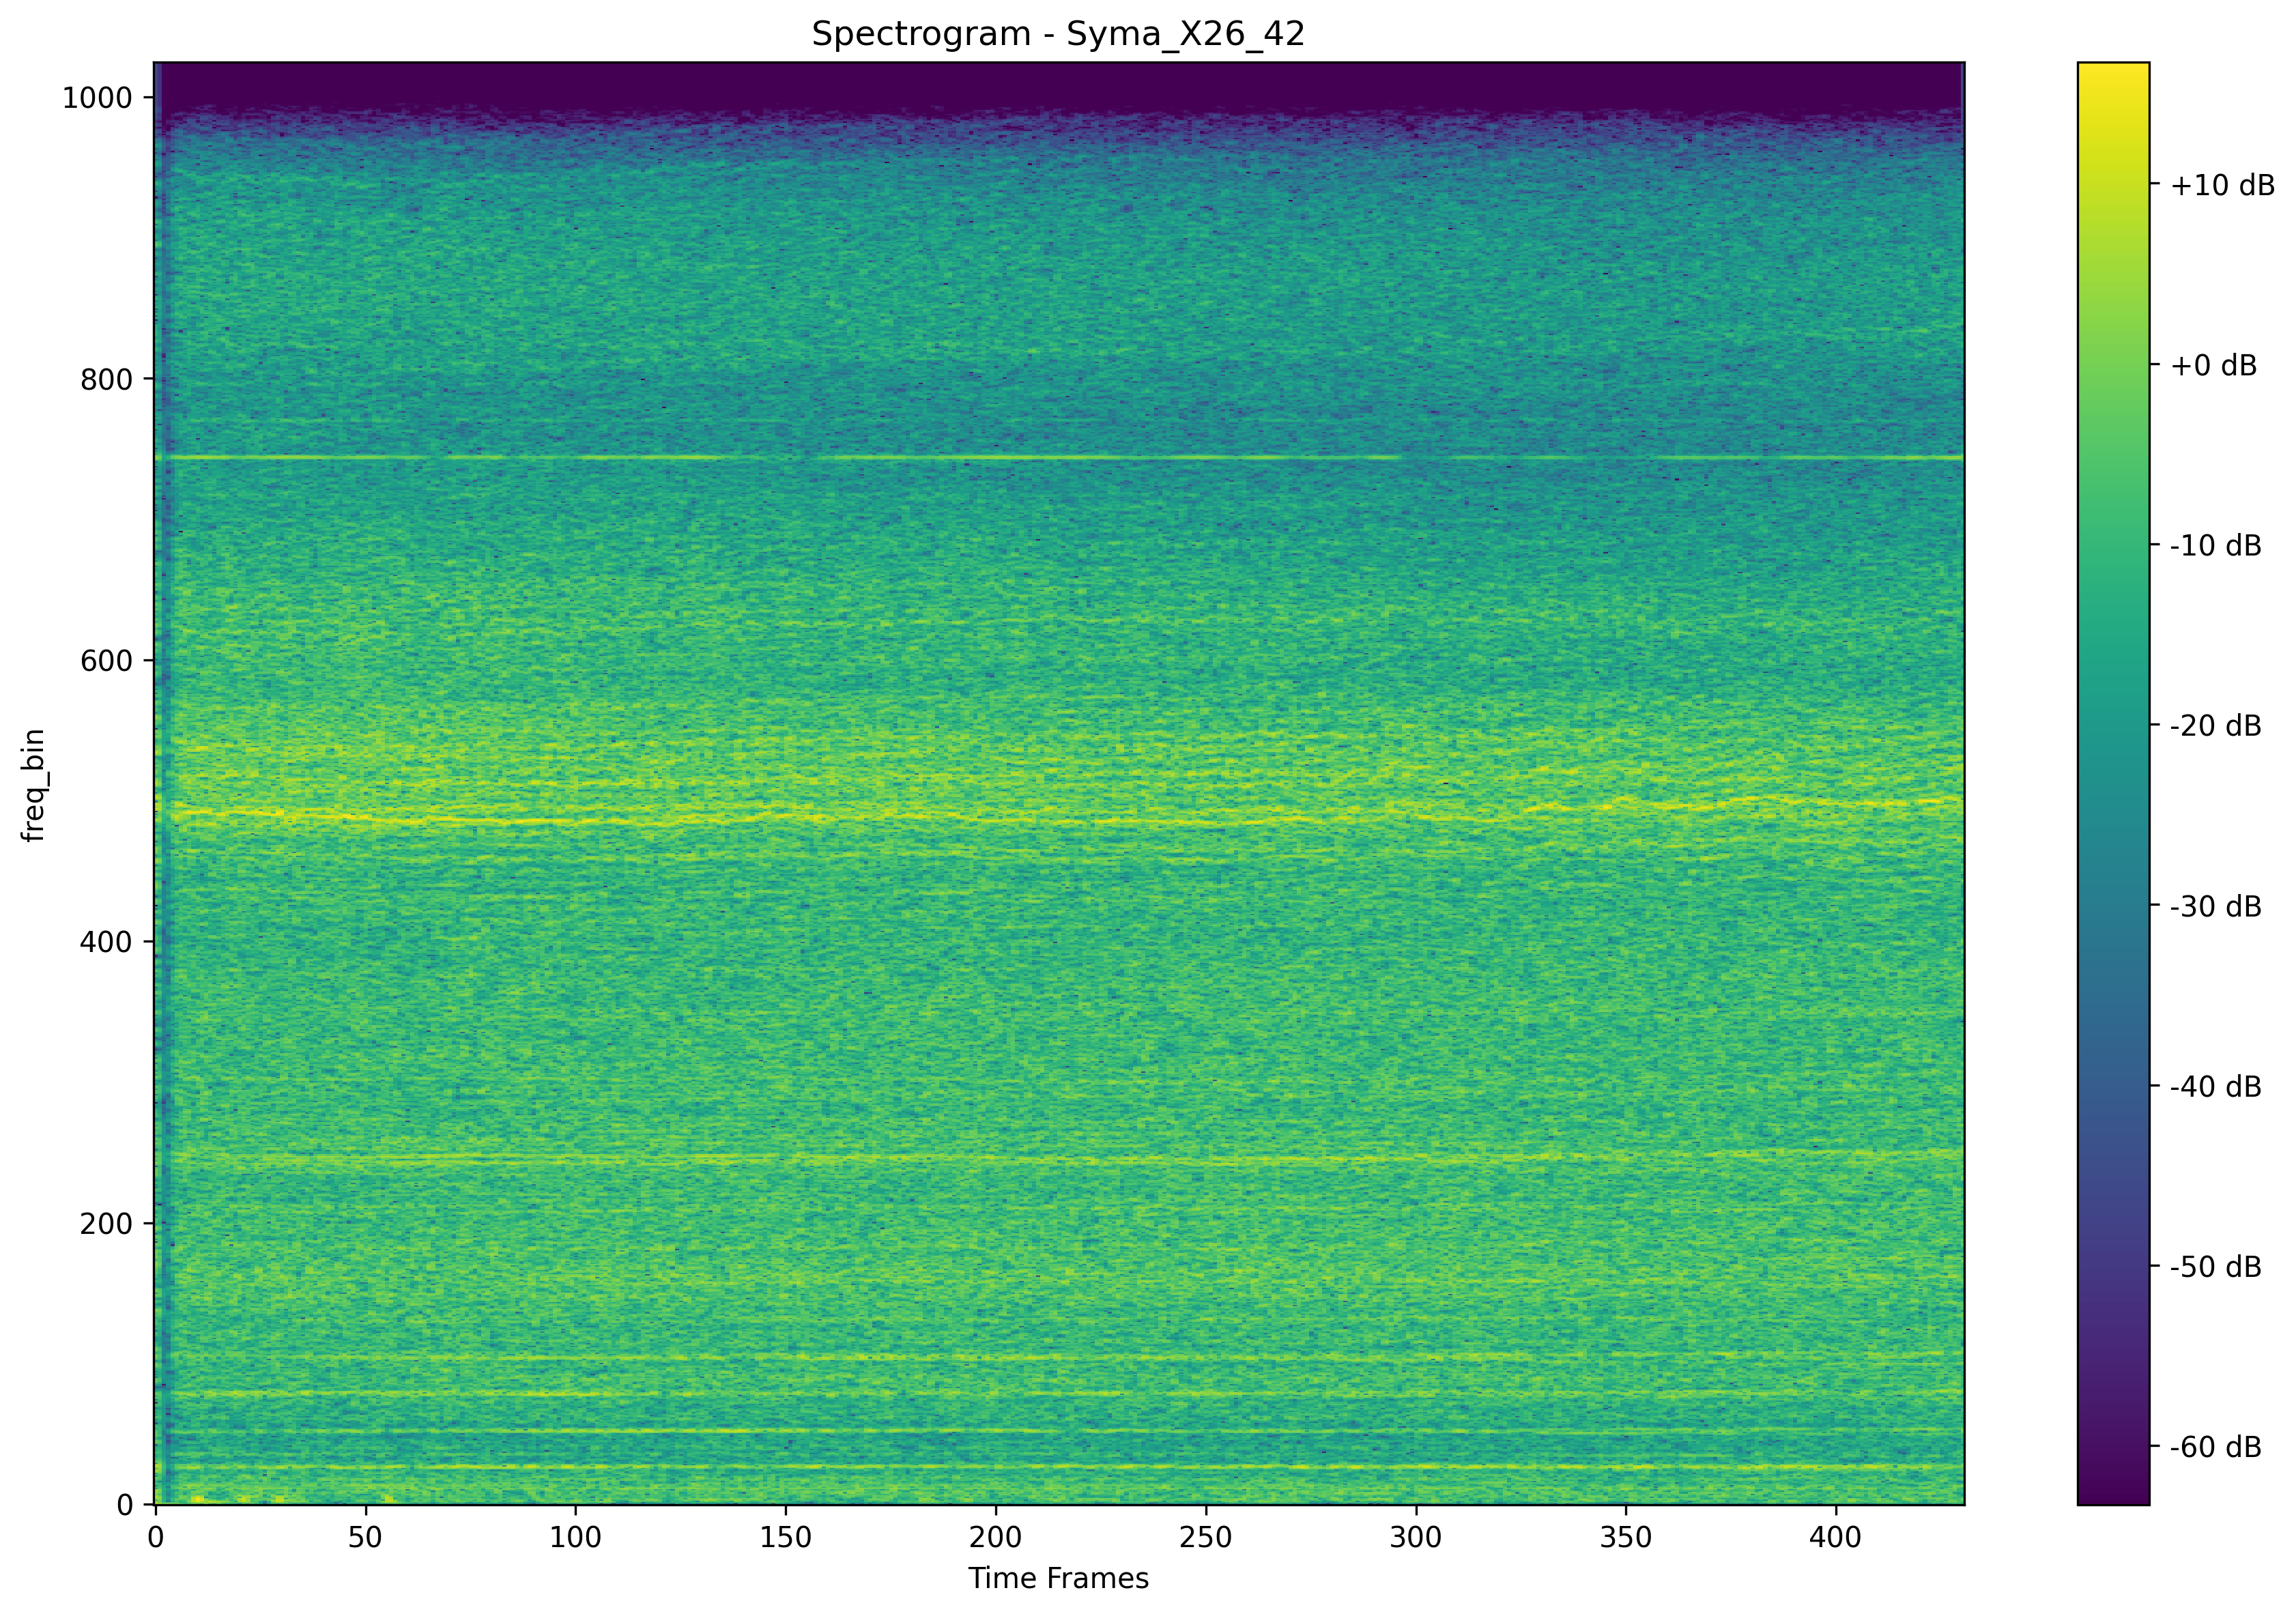 Spectrogram - Syma_X26_42
1000
800
600
400
200
0
freq_bin
0 50 100 150 200 250 300 350 400
Time Frames
+10 dB
+0 dB
-10 dB
-20 dB
-30 dB
-40 dB
-50 dB
-60 dB